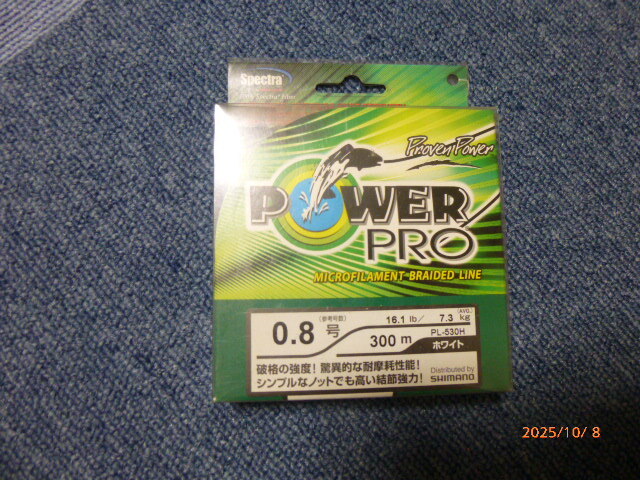 Spectra
Proven Power
POWER
PRO
MICROFILAMENT BRAIDED LINE
(参考号数)
0.8 号
16.1 lb/ 7.3 kg
(AVG.)
300 m
PL-530H
ホワイト
破格の強度!驚異的な耐摩耗性能!
シンプルなノットでも高い結節強力!
Distributed by
SHIMANO
2025/10/ 8